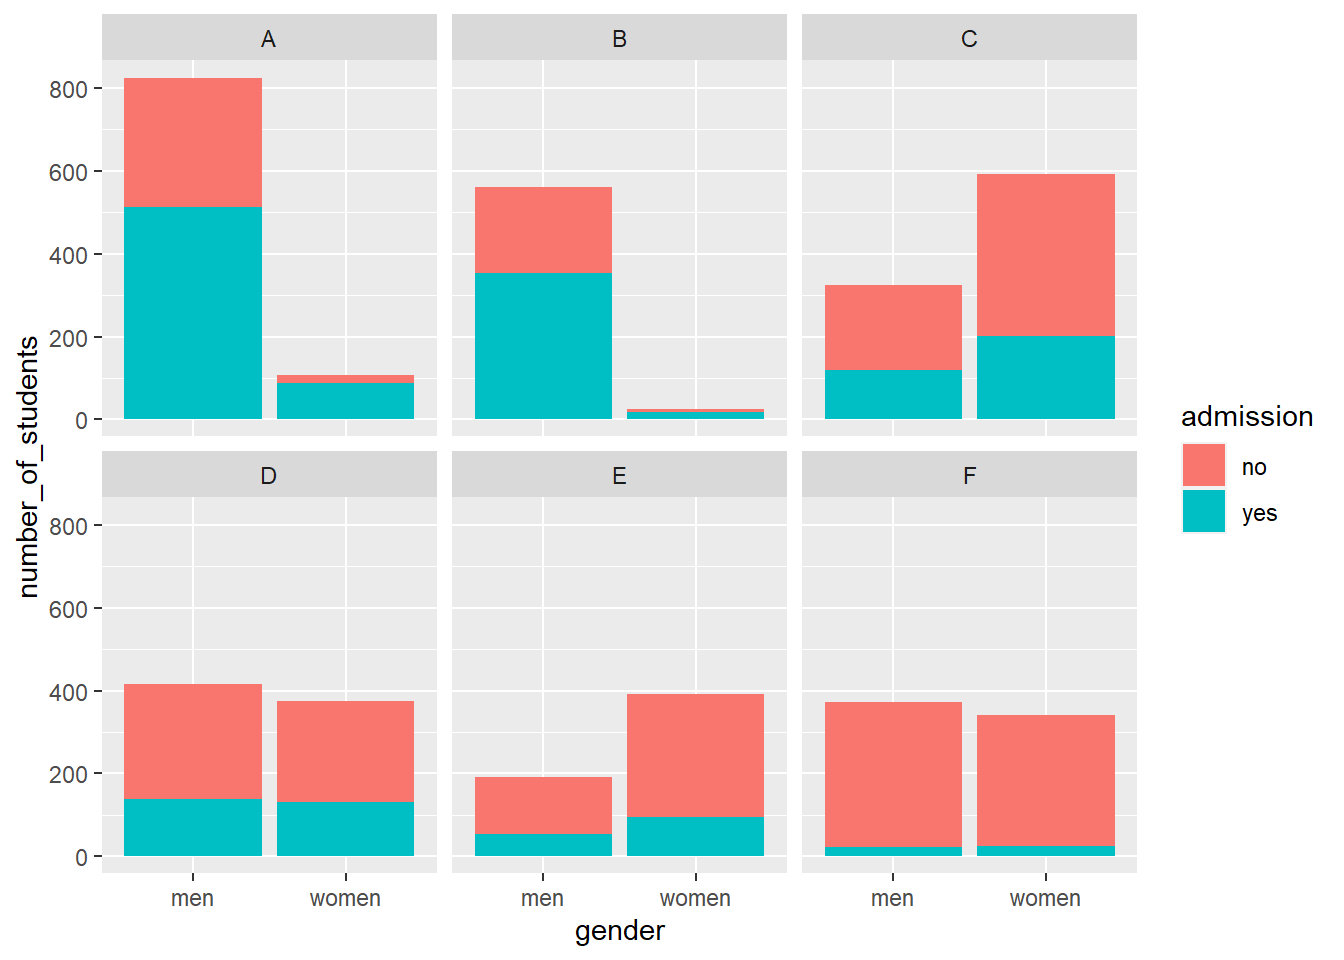 A B C
800
600
400
200
0
D E F
800
600
400
200
0
men women men women men women
gender
number_of_students
admission
no
yes